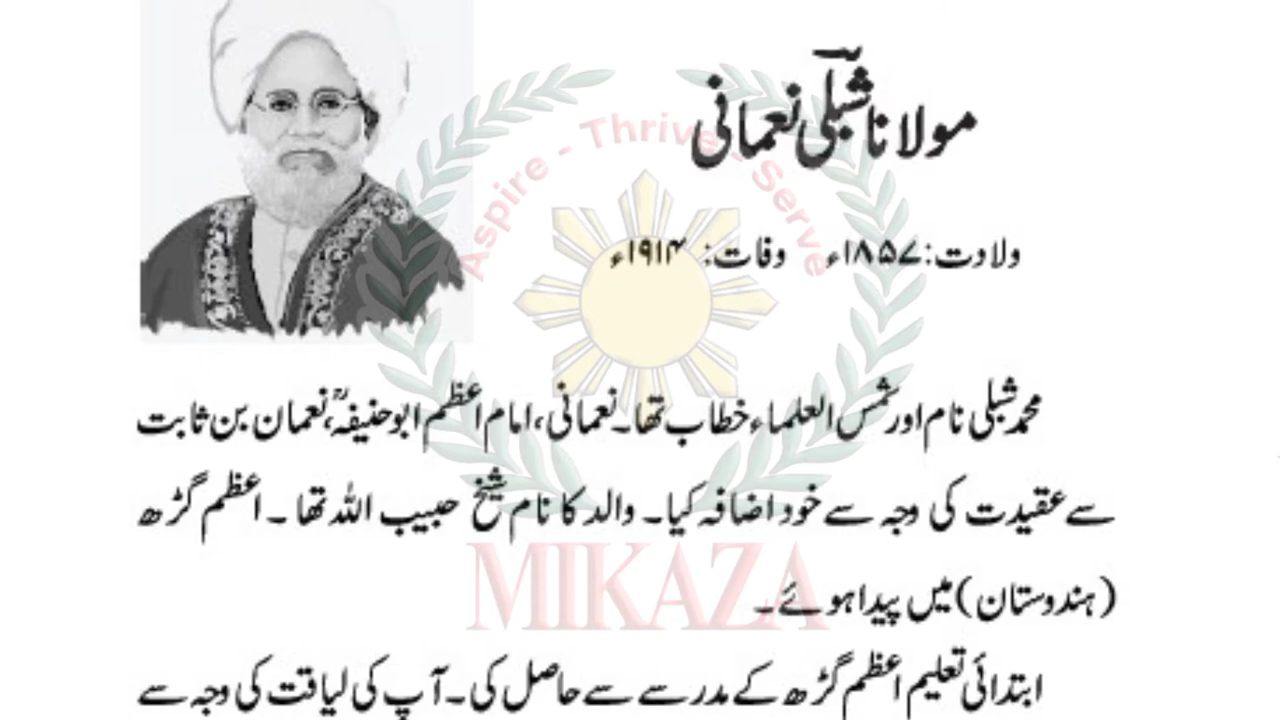 مولانا شبلی نعمانی
ولادت: ۱۸۵۷ء وفات: ۱۹۱۴ء
محمد شبلی نام اور شمس العلماء خطاب تھا۔ نعمانی، امام اعظم ابو حنیفہؒ، نعمان بن ثابت
سے عقیدت کی وجہ سے خود اضافہ کیا۔ والد کا نام شیخ حبیب اللہ تھا۔ اعظم گڑھ
(ہندوستان) میں پیدا ہوئے۔
ابتدائی تعلیم اعظم گڑھ کے مدرسے سے حاصل کی۔ آپ کی لیاقت کی وجہ سے
Aspire - Thrive - Serve
MIKAZA